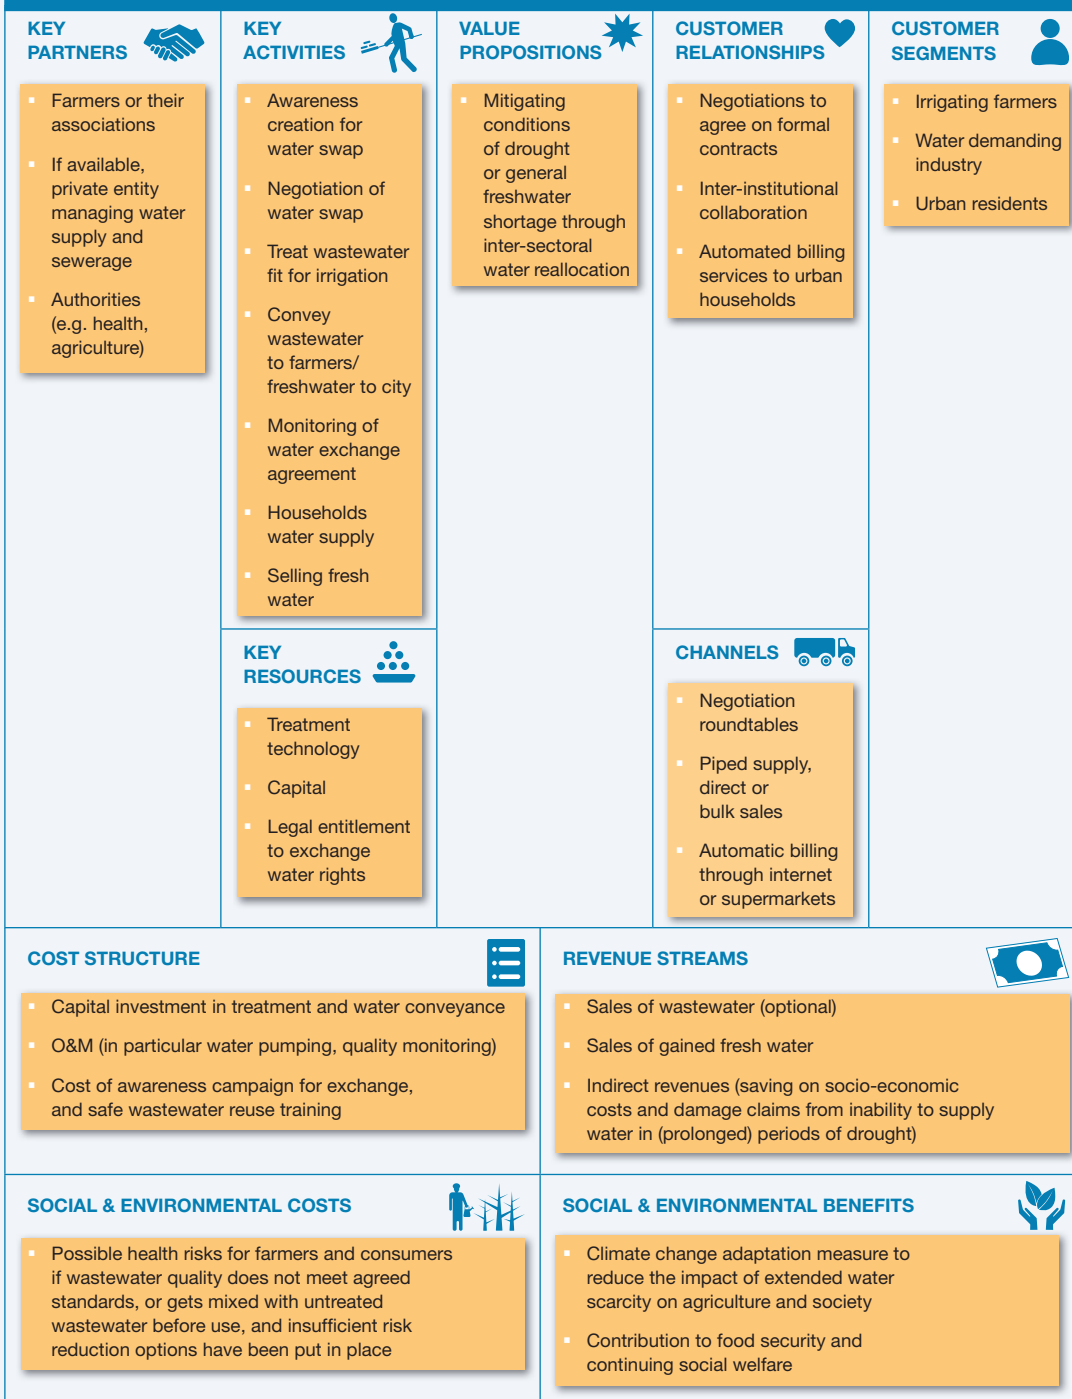 KEY
PARTNERS
▪ Farmers or their
associations
▪ If available,
private entity
managing water
supply and
sewerage
▪ Authorities
(e.g. health,
agriculture)
KEY
ACTIVITIES
▪ Awareness
creation for
water swap
▪ Negotiation of
water swap
▪ Treat wastewater
fit for irrigation
▪ Convey
wastewater
to farmers/
freshwater to city
▪ Monitoring of
water exchange
agreement
▪ Households
water supply
▪ Selling fresh
water
KEY
RESOURCES
▪ Treatment
technology
▪ Capital
▪ Legal entitlement
to exchange
water rights
VALUE
PROPOSITIONS
▪ Mitigating
conditions
of drought
or general
freshwater
shortage through
inter-sectoral
water reallocation
CUSTOMER
RELATIONSHIPS
▪ Negotiations to
agree on formal
contracts
▪ Inter-institutional
collaboration
▪ Automated billing
services to urban
households
CHANNELS
▪ Negotiation
roundtables
▪ Piped supply,
direct or
bulk sales
▪ Automatic billing
through internet
or supermarkets
CUSTOMER
SEGMENTS
▪ Irrigating farmers
▪ Water demanding
industry
▪ Urban residents
COST STRUCTURE
▪ Capital investment in treatment and water conveyance
▪ O&M (in particular water pumping, quality monitoring)
▪ Cost of awareness campaign for exchange,
and safe wastewater reuse training
REVENUE STREAMS
▪ Sales of wastewater (optional)
▪ Sales of gained fresh water
▪ Indirect revenues (saving on socio-economic
costs and damage claims from inability to supply
water in (prolonged) periods of drought)
SOCIAL & ENVIRONMENTAL COSTS
▪ Possible health risks for farmers and consumers
if wastewater quality does not meet agreed
standards, or gets mixed with untreated
wastewater before use, and insufficient risk
reduction options have been put in place
SOCIAL & ENVIRONMENTAL BENEFITS
▪ Climate change adaptation measure to
reduce the impact of extended water
scarcity on agriculture and society
▪ Contribution to food security and
continuing social welfare